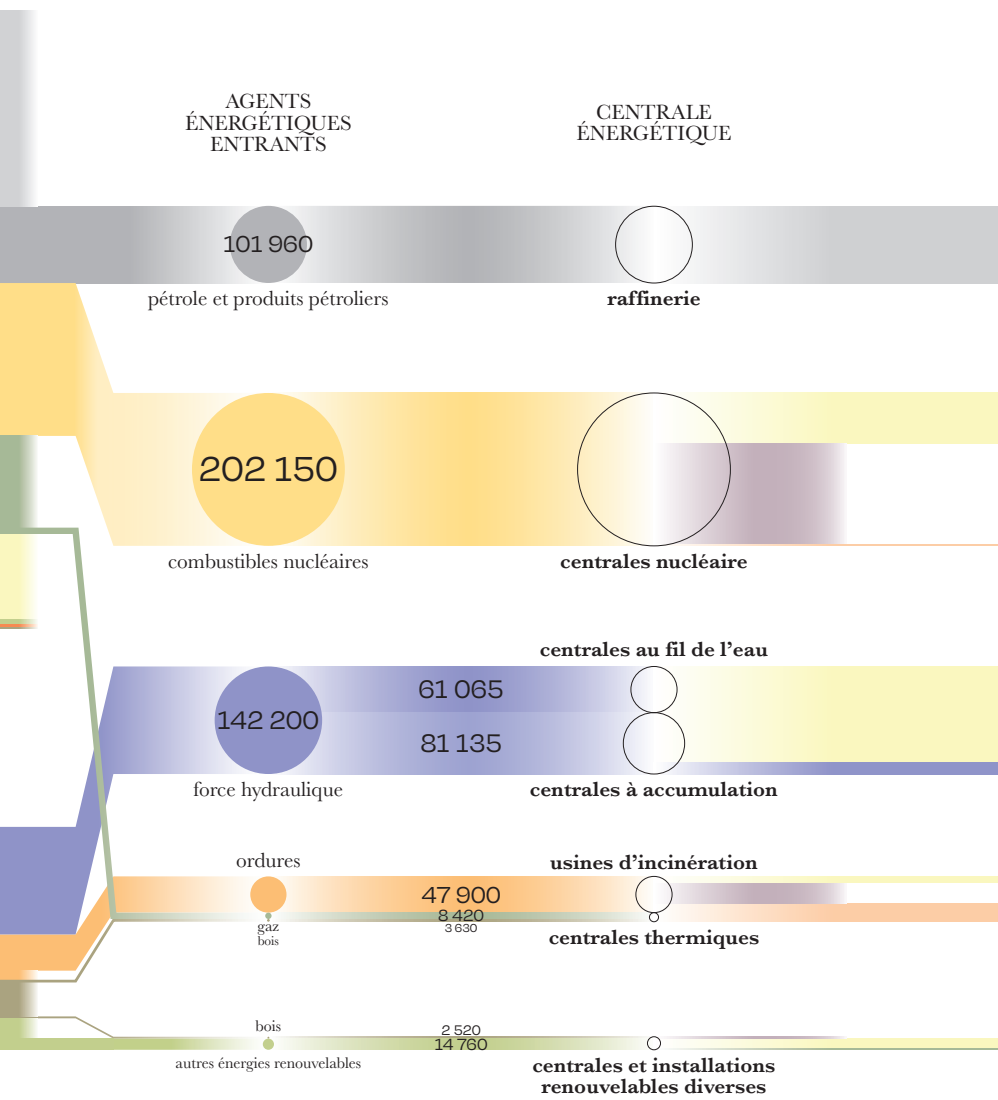 AGENTS
ÉNERGÉTIQUES
ENTRANTS
CENTRALE
ÉNERGÉTIQUE
101 960
pétrole et produits pétroliers
raffinerie
202 150
combustibles nucléaires
centrales nucléaire
centrales au fil de l’eau
61 065
142 200
81 135
force hydraulique
centrales à accumulation
ordures
usines d’incinération
47 900
8 420
gaz
3 630
bois
centrales thermiques
bois
2 520
14 760
autres énergies renouvelables
centrales et installations
renouvelables diverses